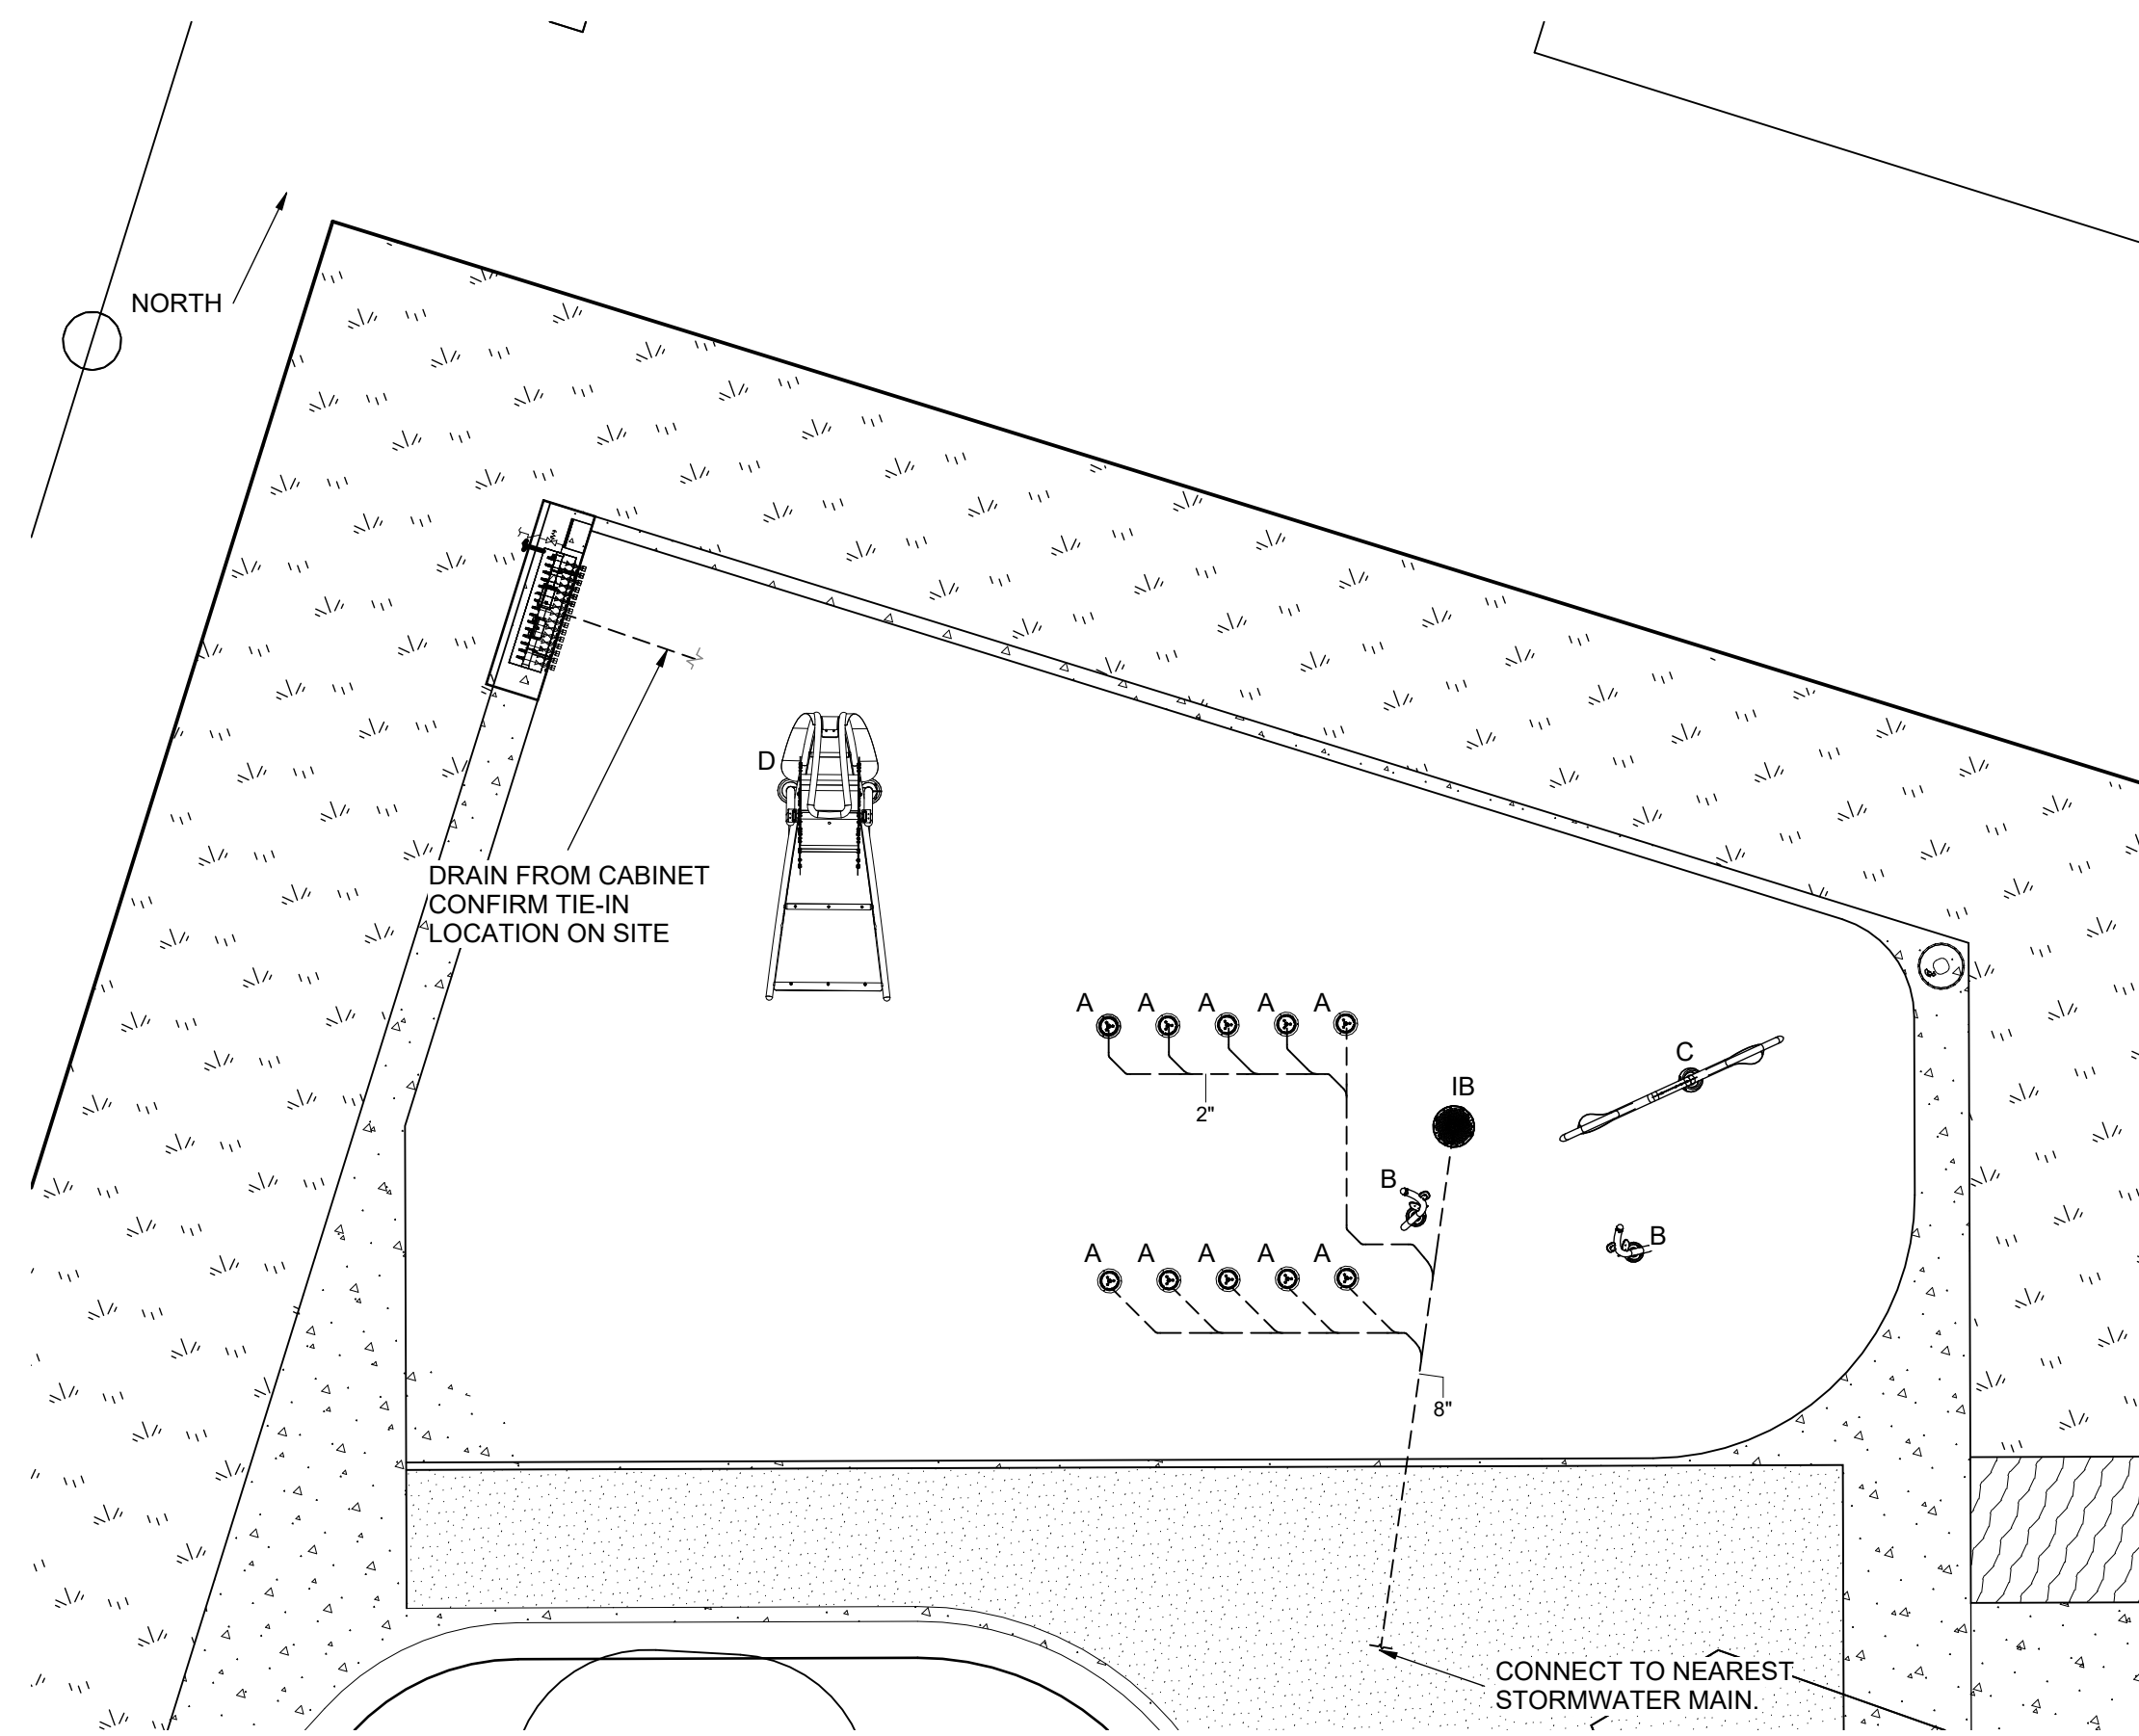 NORTH
D
DRAIN FROM CABINET
CONFIRM TIE-IN
LOCATION ON SITE
A A A A A
C
IB
2"
B
B
A A A A A
8"
CONNECT TO NEAREST
STORMWATER MAIN.